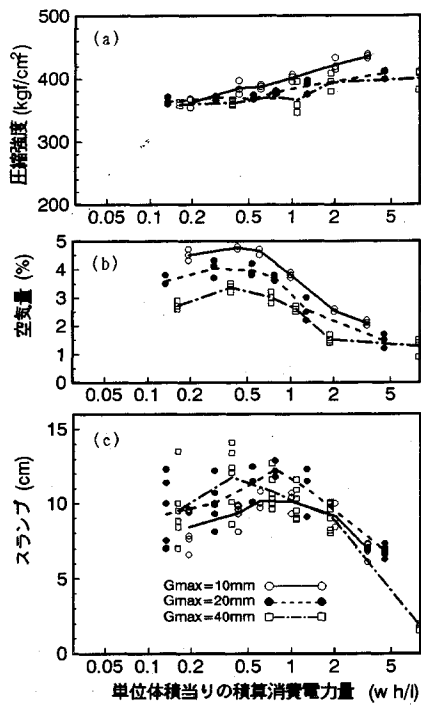 500
(a)
400
300
200
圧縮強度 (kgf/cm²)
0.05 0.1 0.2 0.5 1 2 5
5
(b)
4
3
2
1
0
空気量 (%)
0.05 0.1 0.2 0.5 1 2 5
15
(c)
10
5
0
スランプ (cm)
Gmax=10mm
Gmax=20mm
Gmax=40mm
0.05 0.1 0.2 0.5 1 2 5
単位体積当りの積算消費電力量 (w h/l)